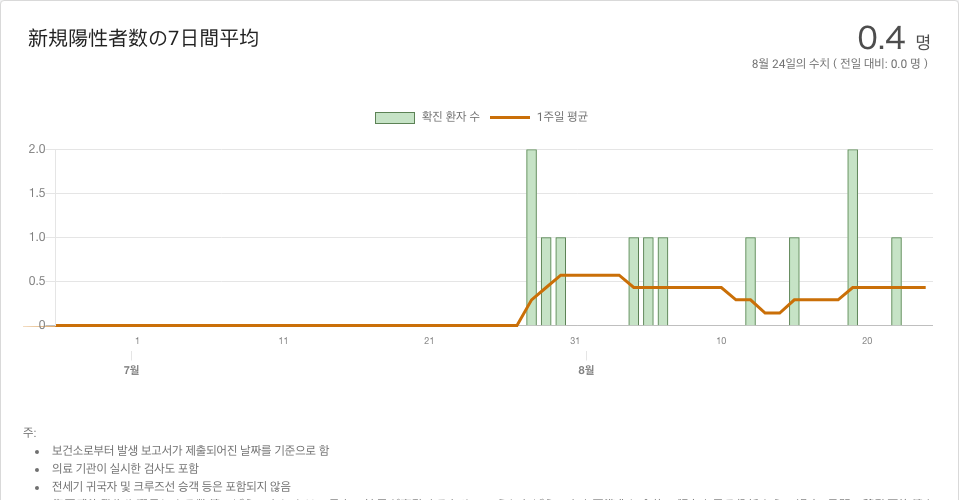 新規陽性者数の7日間平均
0.4 명
8월 24일의 수치 ( 전일 대비: 0.0 명 )
확진 환자 수 1주일 평균
2.0
1.5
1.0
0.5
0
1 11 21 31 10 20
7월 8월
주:
보건소로부터 발생 보고서가 제출되어진 날짜를 기준으로 함
의료 기관이 실시한 검사도 포함
전세기 귀국자 및 크루즈선 승객 등은 포함되지 않음